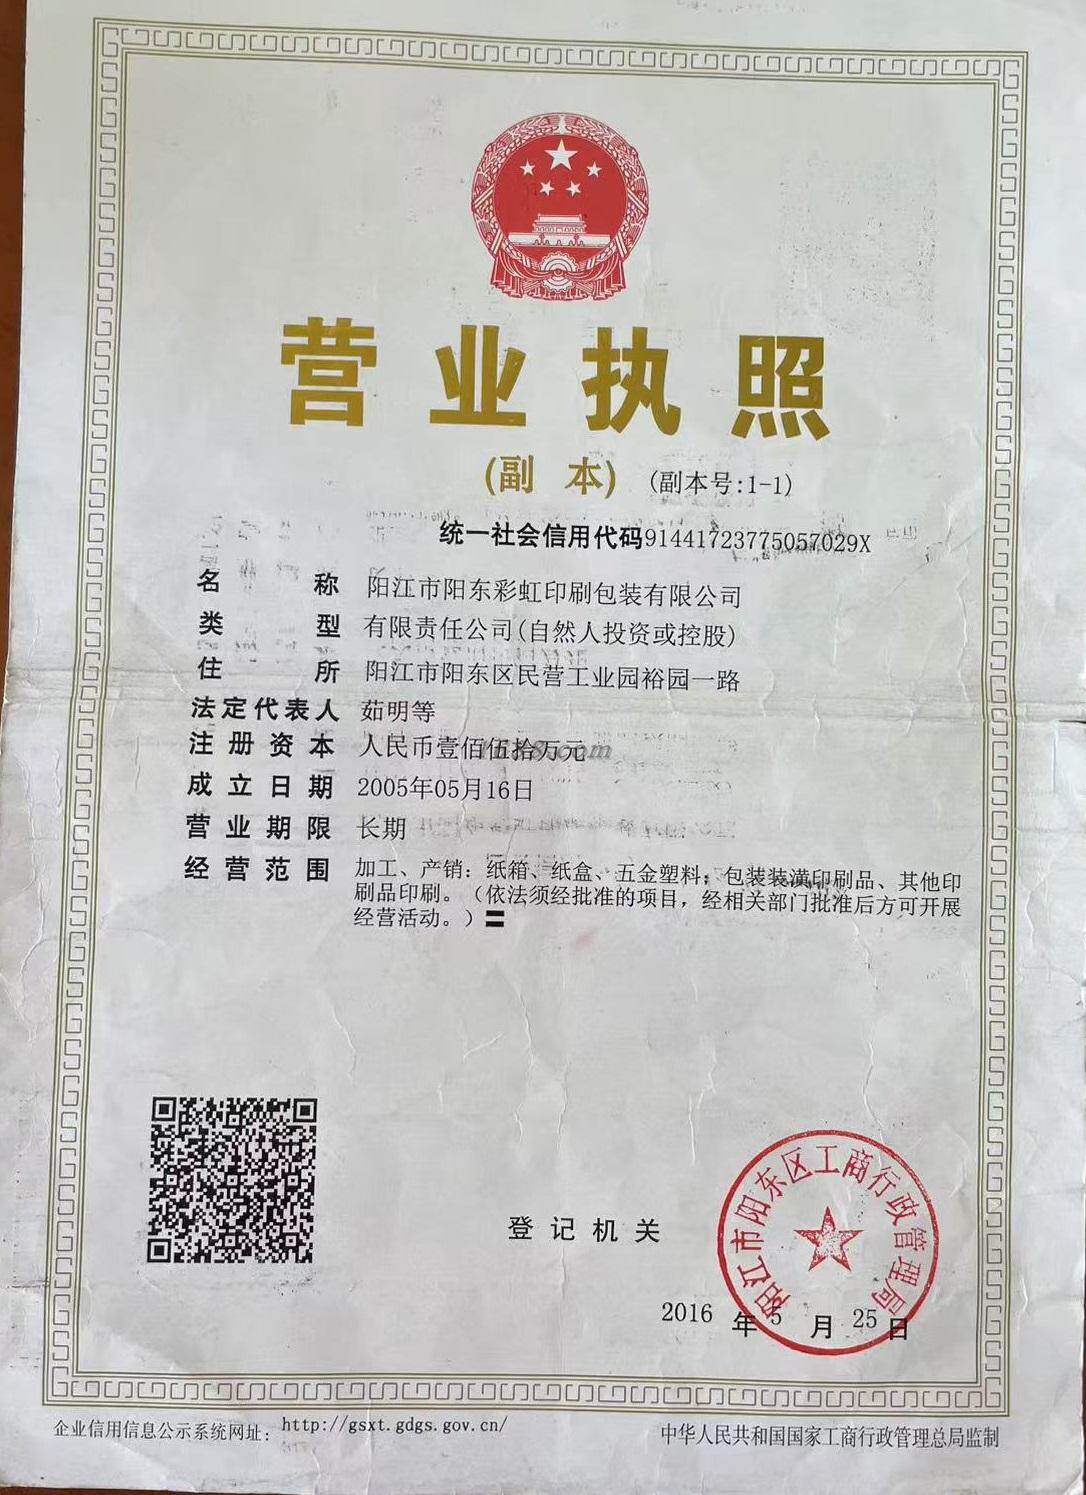 营业执照
(副 本) (副本号:1-1)
统一社会信用代码91441723775057029X
名称 阳江市阳东彩虹印刷包装有限公司
类型 有限责任公司(自然人投资或控股)
住所 阳江市阳东区民营工业园裕园一路
法定代表人 茹明等
注册资本 人民币壹佰伍拾万元
成立日期 2005年05月16日
营业期限 长期
经营范围 加工、产销：纸箱、纸盒、五金塑料；包装装潢印刷品、其他印
刷品印刷。（依法须经批准的项目，经相关部门批准后方可开展
经营活动。）
登记机关
阳江市阳东区工商行政管理局
2016 年 5 月 25 日
企业信用信息公示系统网址：http://gsxt.gdgs.gov.cn/
中华人民共和国国家工商行政管理总局监制